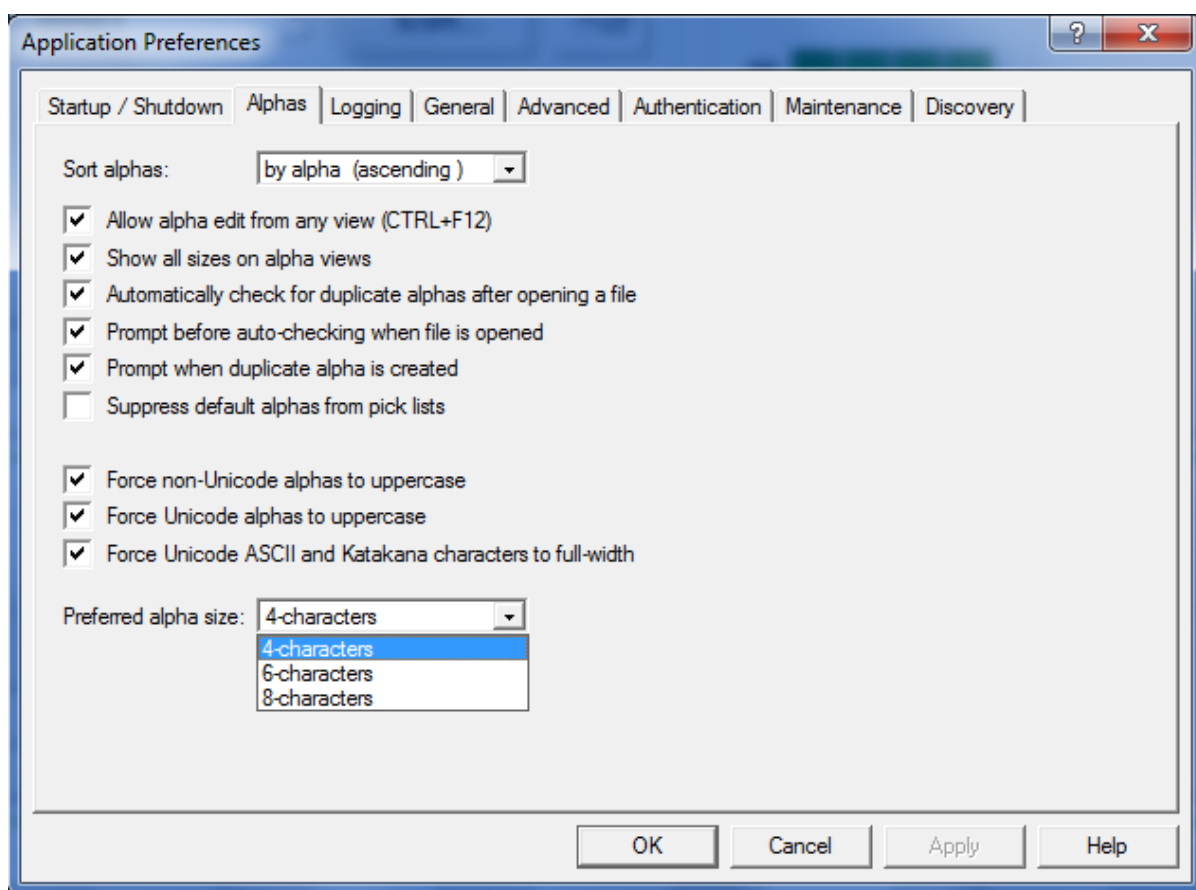 Application Preferences
Startup / Shutdown Alphas Logging General Advanced Authentication Maintenance Discovery
Sort alphas: by alpha (ascending )
Allow alpha edit from any view (CTRL+F12)
Show all sizes on alpha views
Automatically check for duplicate alphas after opening a file
Prompt before auto-checking when file is opened
Prompt when duplicate alpha is created
Suppress default alphas from pick lists
Force non-Unicode alphas to uppercase
Force Unicode alphas to uppercase
Force Unicode ASCII and Katakana characters to full-width
Preferred alpha size: 4-characters
4-characters
6-characters
8-characters
OK Cancel Apply Help